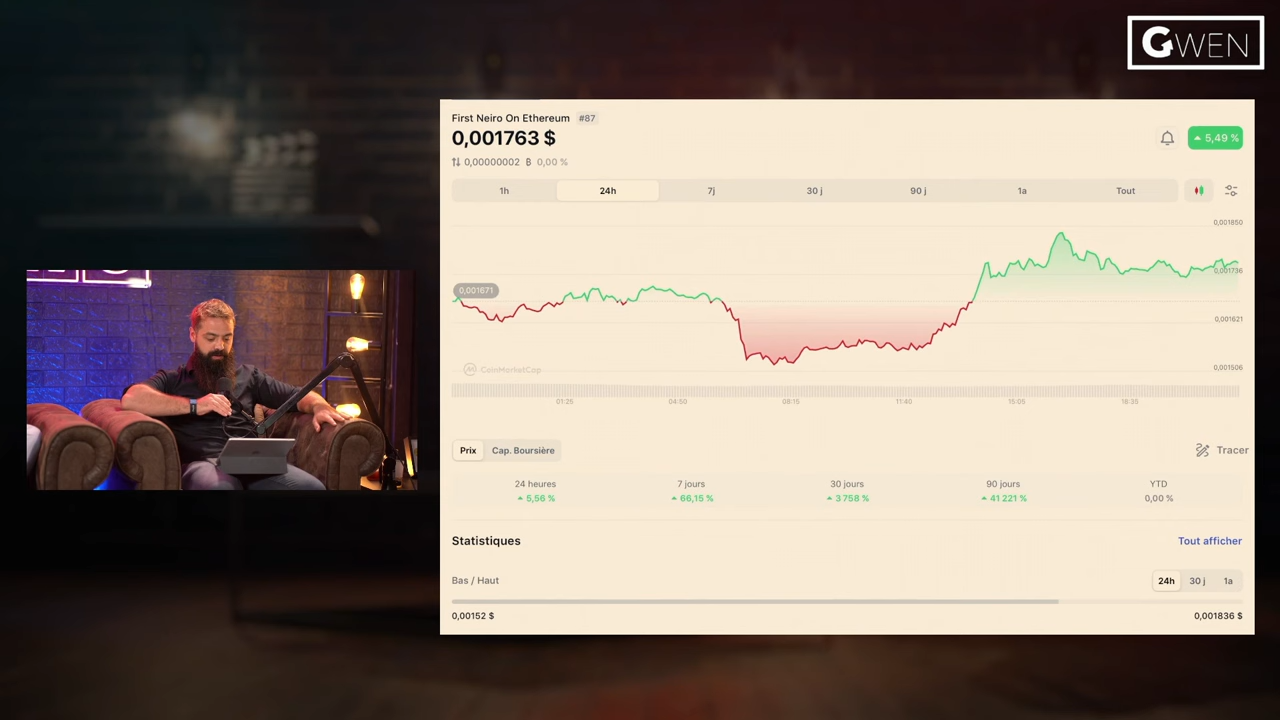 GWEN
First Neiro On Ethereum #87
0,001763 $
5,49 %
0,00000002 ₿ 0,00 %
1h 24h 7j 30 j 90 j 1a Tout
0,001850
0,001736
0,001671
0,001621
0,001506
CoinMarketCap
01:25 04:50 08:15 11:40 15:05 18:35
Prix Cap. Boursière
Tracer
24 heures 7 jours 30 jours 90 jours YTD
5,56 % 66,15 % 3 758 % 41 221 % 0,00 %
Statistiques
Tout afficher
Bas / Haut
24h 30 j 1a
0,00152 $
0,001836 $